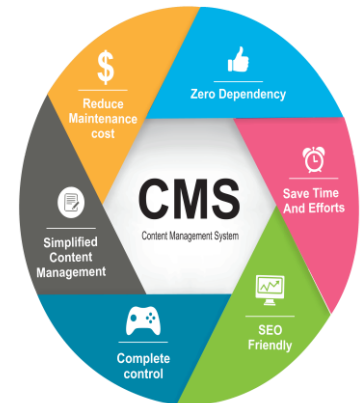 $
Reduce
Maintenance
cost
Zero Dependency
Save Time
And Efforts
SEO
Friendly
Complete
control
Simplified
Content
Management
CMS
Content Management System